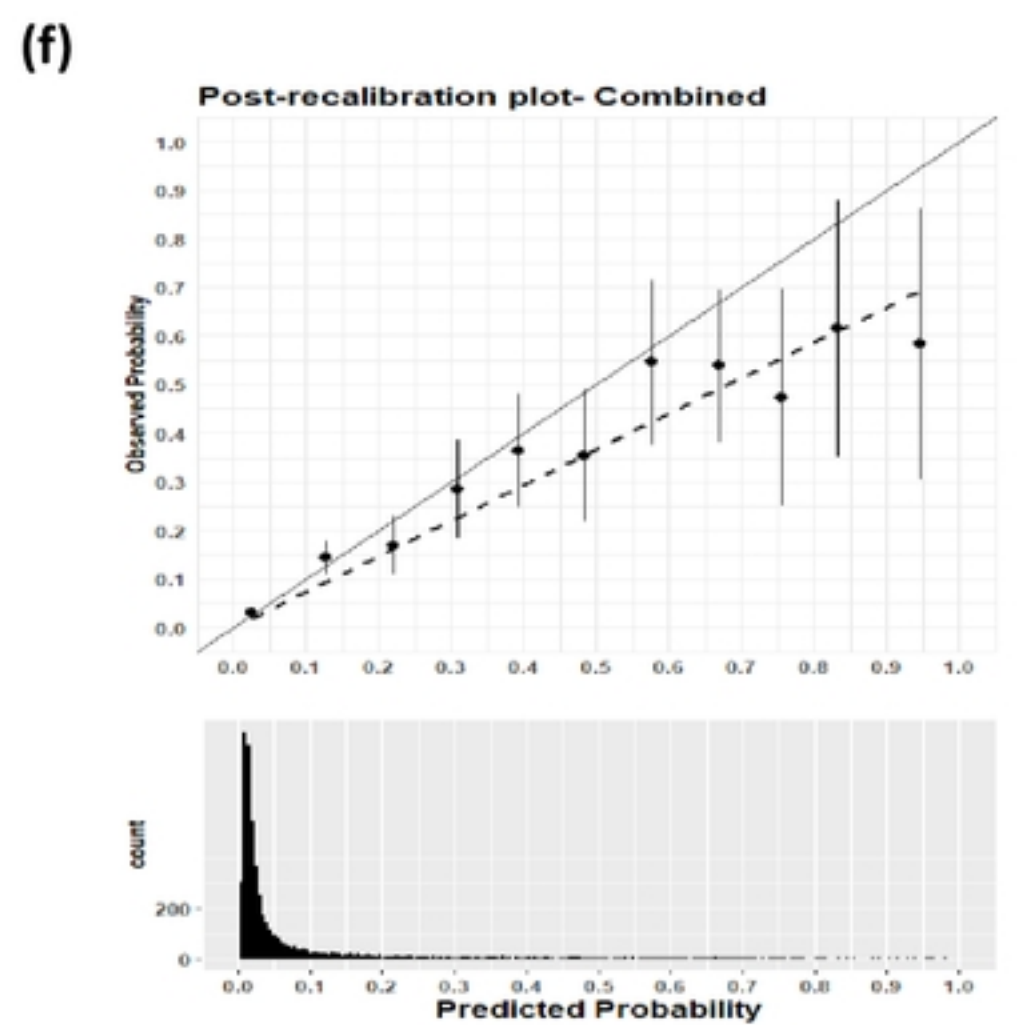 (f)
Post-recalibration plot- Combined
Observed Probability
1.0
0.9
0.8
0.7
0.6
0.5
0.4
0.3
0.2
0.1
0.0
0.0 0.1 0.2 0.3 0.4 0.5 0.6 0.7 0.8 0.9 1.0
count
200
0
0.0 0.1 0.2 0.3 0.4 0.5 0.6 0.7 0.8 0.9 1.0
Predicted Probability